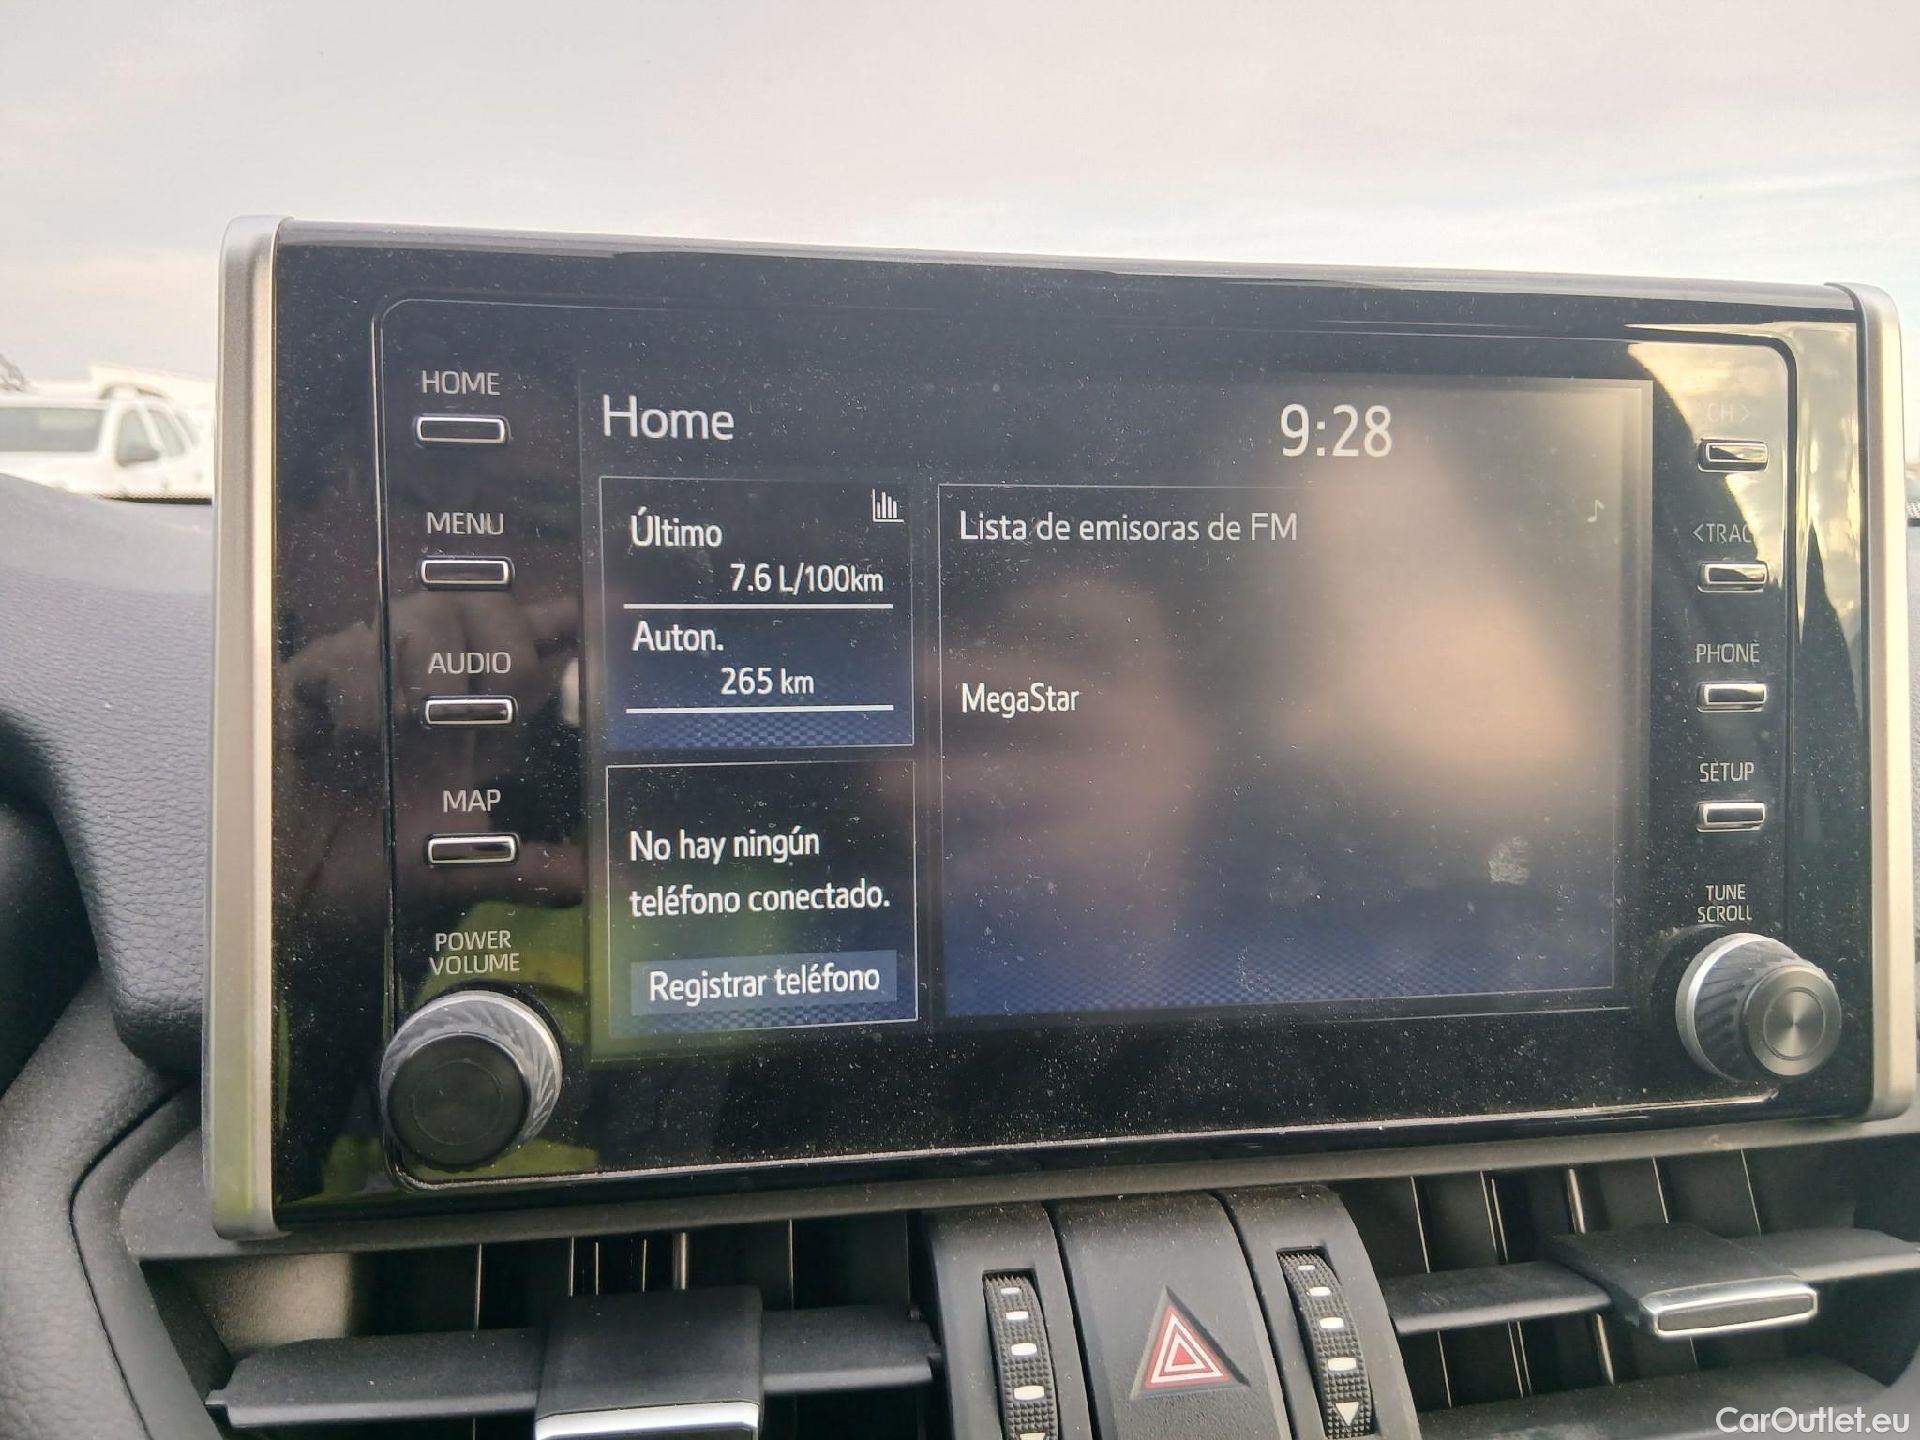 HOME
MENU
AUDIO
MAP
POWER
VOLUME
Home
9:28
Último
7.6 L/100km
Auton.
265 km
No hay ningún
teléfono conectado.
Registrar teléfono
Lista de emisoras de FM
MegaStar
CH >
<TRAC
PHONE
SETUP
TUNE
SCROLL
CarOutlet.eu